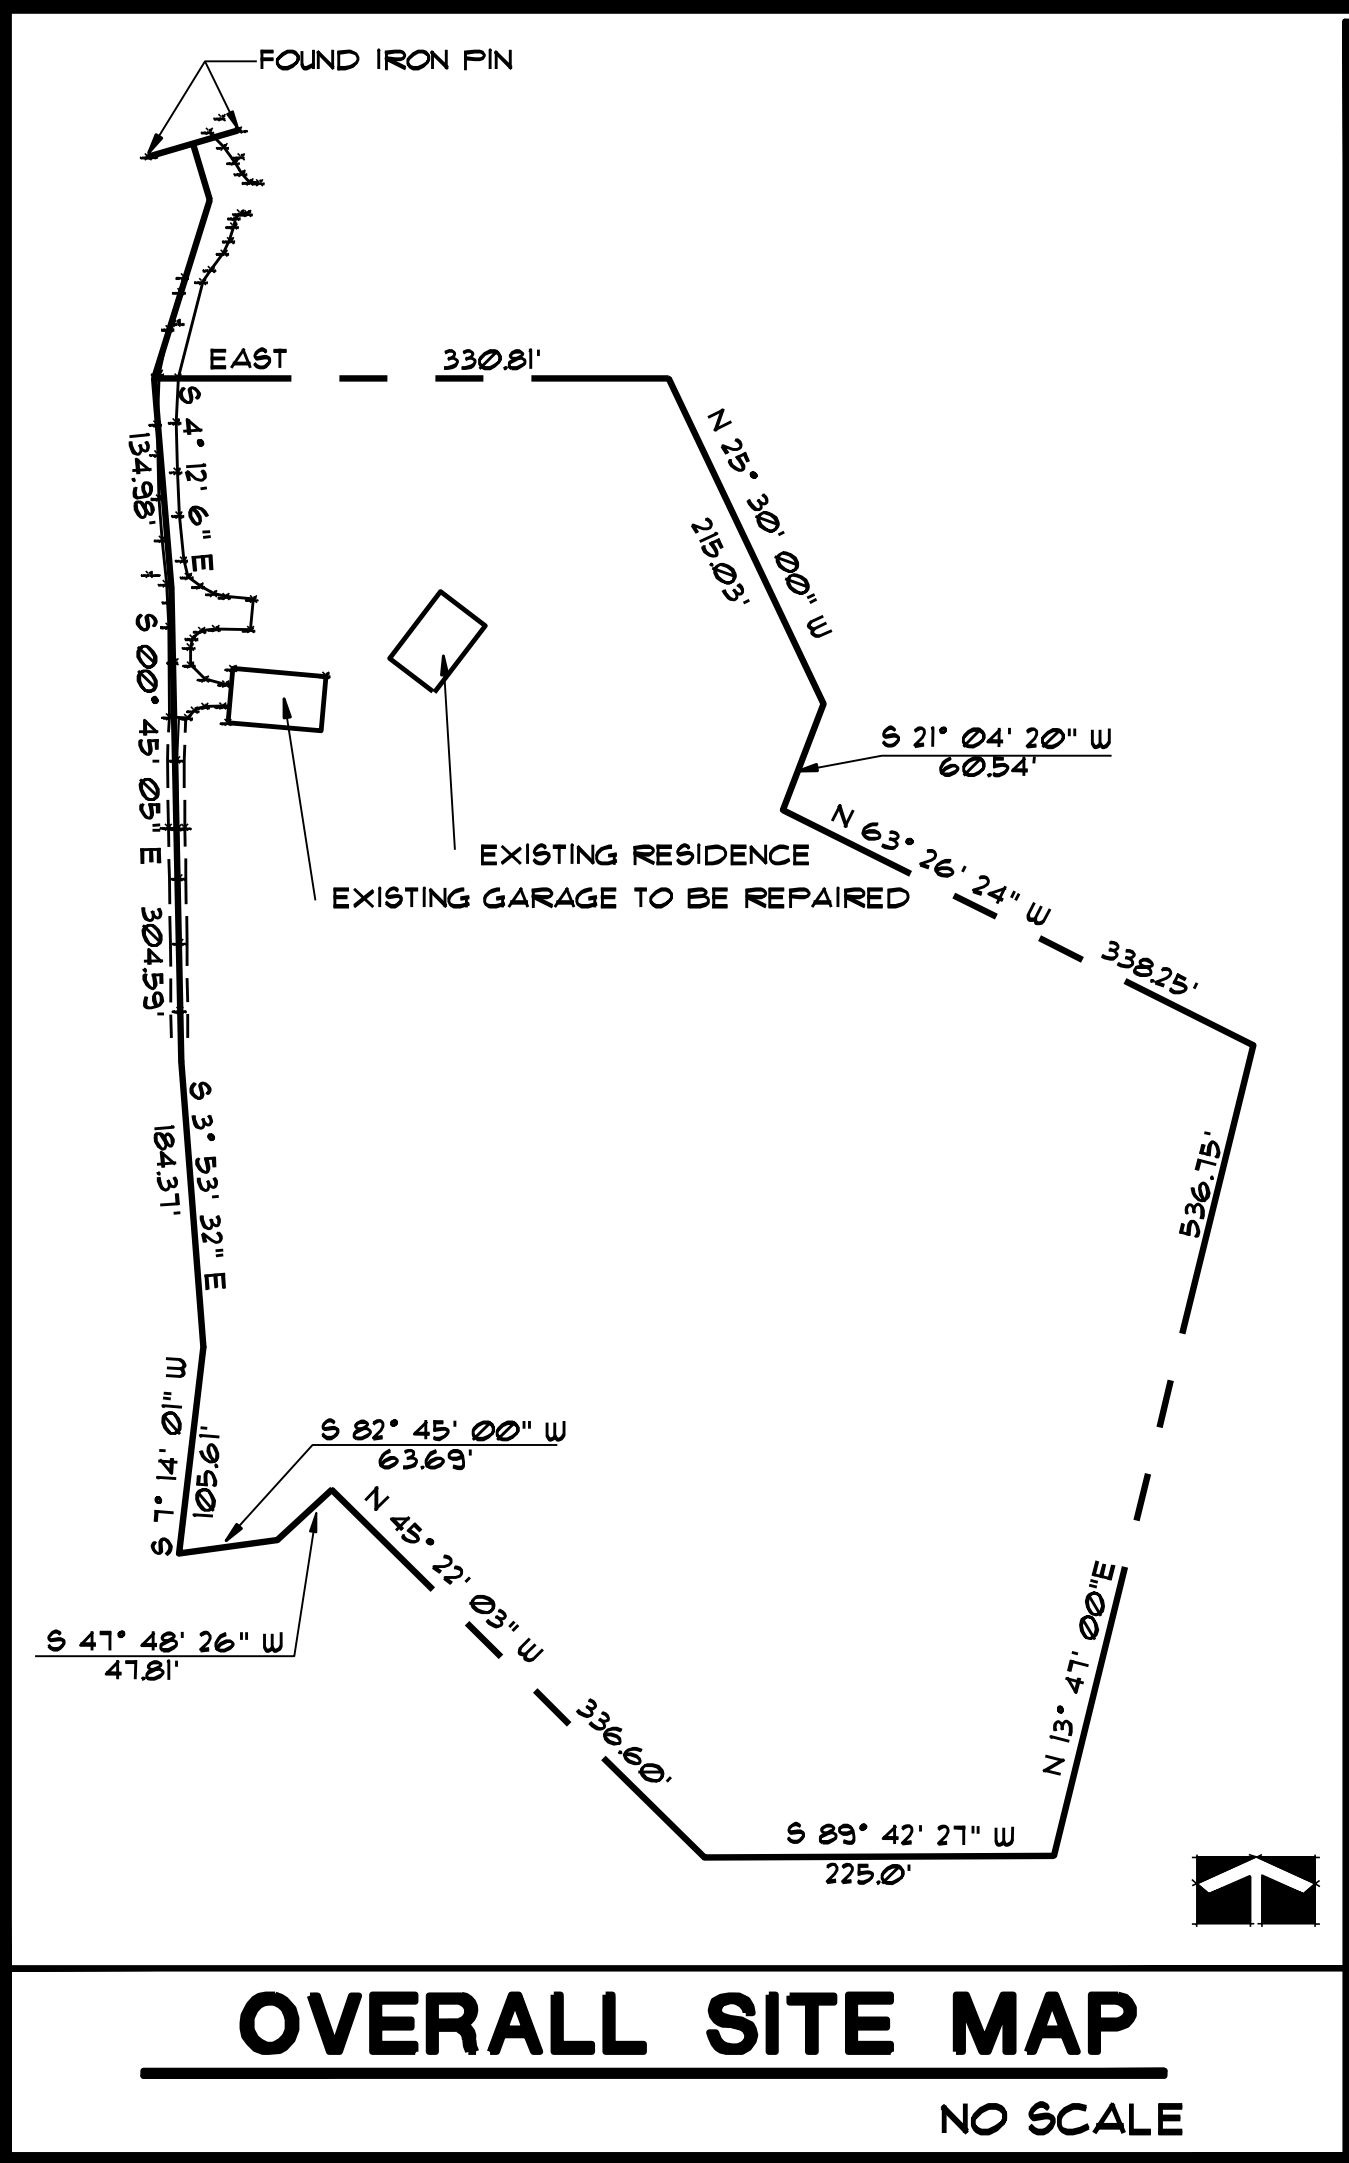 FOUND IRON PIN
EAST 330.81'
S 4° 12' 6" E
134.98'
N 25° 30' 00" W
215.03'
S 00° 45' 05" E 304.59'
S 21° 04' 20" W
60.54'
N 63° 26' 24" W 338.25'
EXISTING RESIDENCE
EXISTING GARAGE TO BE REPAIRED
S 3° 53' 32" E
184.37'
536.75'
N 13° 47' 00"E
S 7° 14' 01" W
105.61'
S 82° 45' 00" W
63.69'
N 45° 22' 03" W 336.60'
S 47° 48' 26" W
47.81'
S 89° 42' 27" W
225.0'
OVERALL SITE MAP
NO SCALE